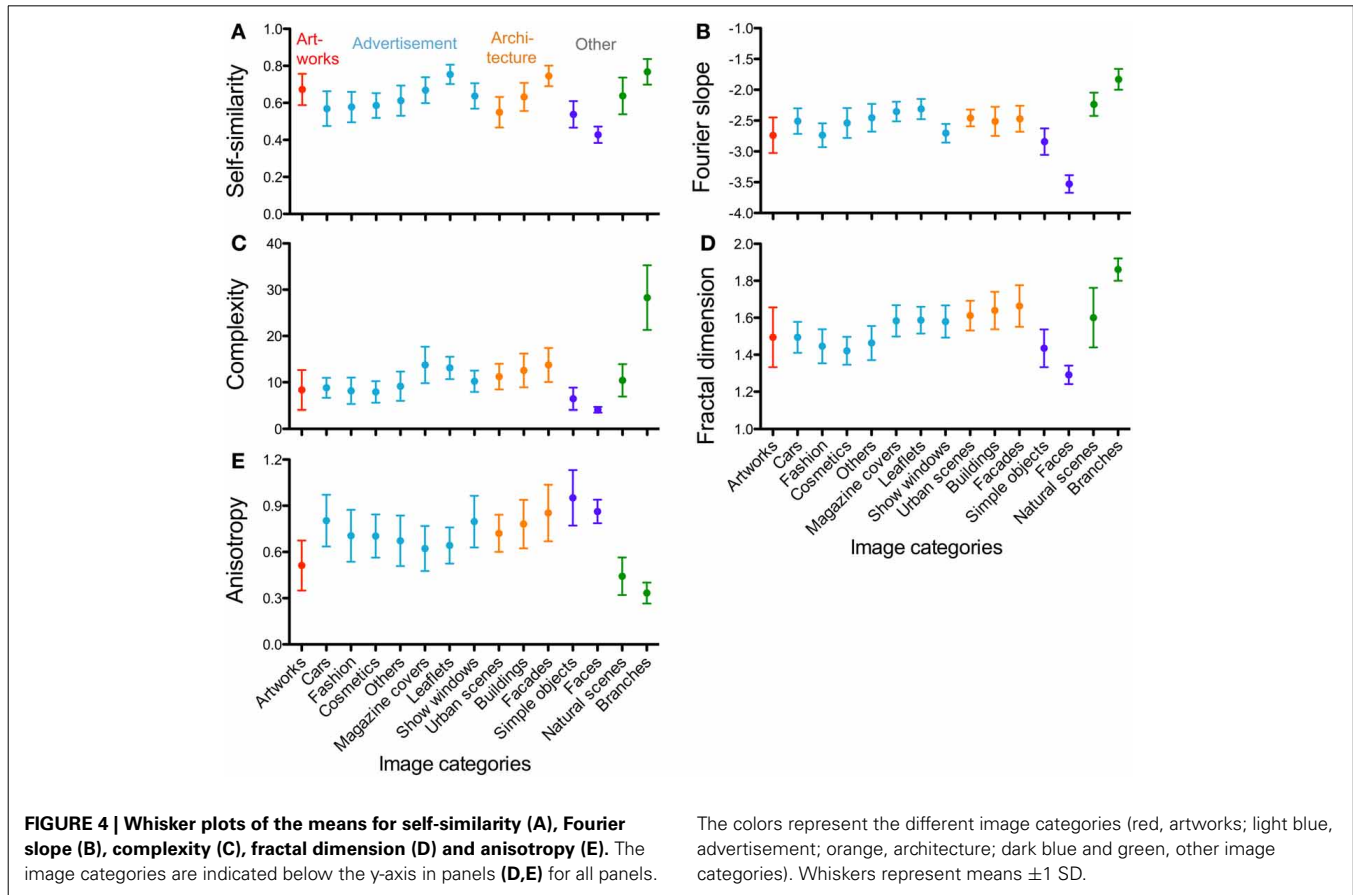 A
Art-
works
Advertisement
Archi-
tecture
Other
1.0
0.8
0.6
0.4
0.2
0.0
Self-similarity
B
-1.0
-1.5
-2.0
-2.5
-3.0
-3.5
-4.0
Fourier slope
C
40
30
20
10
0
Complexity
D
2.0
1.8
1.6
1.4
1.2
1.0
Fractal dimension
Artworks
Cars
Fashion
Cosmetics
Others
Magazine covers
Leaflets
Show windows
Urban scenes
Buildings
Facades
Simple objects
Faces
Natural scenes
Branches
Image categories
E
1.2
0.9
0.6
0.3
0.0
Anisotropy
Artworks
Cars
Fashion
Cosmetics
Others
Magazine covers
Leaflets
Show windows
Urban scenes
Buildings
Facades
Simple objects
Faces
Natural scenes
Branches
Image categories
FIGURE 4 | Whisker plots of the means for self-similarity (A), Fourier
slope (B), complexity (C), fractal dimension (D) and anisotropy (E). The
image categories are indicated below the y-axis in panels (D,E) for all panels.
The colors represent the different image categories (red, artworks; light blue,
advertisement; orange, architecture; dark blue and green, other image
categories). Whiskers represent means ±1 SD.